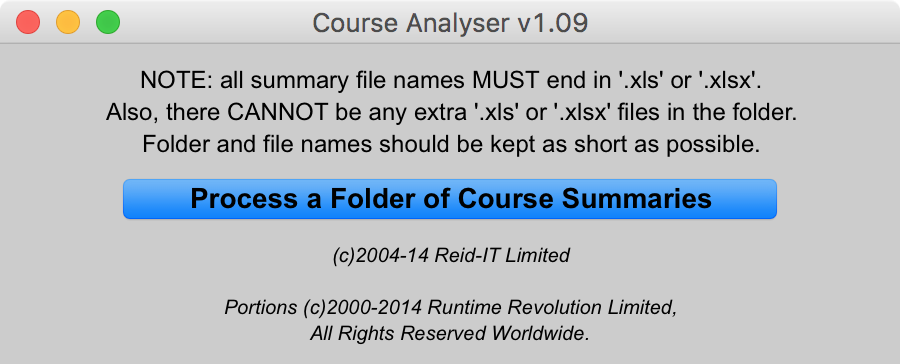 Course Analyser v1.09
NOTE: all summary file names MUST end in '.xls' or '.xlsx'.
Also, there CANNOT be any extra '.xls' or '.xlsx' files in the folder.
Folder and file names should be kept as short as possible.
Process a Folder of Course Summaries
(c)2004-14 Reid-IT Limited
Portions (c)2000-2014 Runtime Revolution Limited,
All Rights Reserved Worldwide.